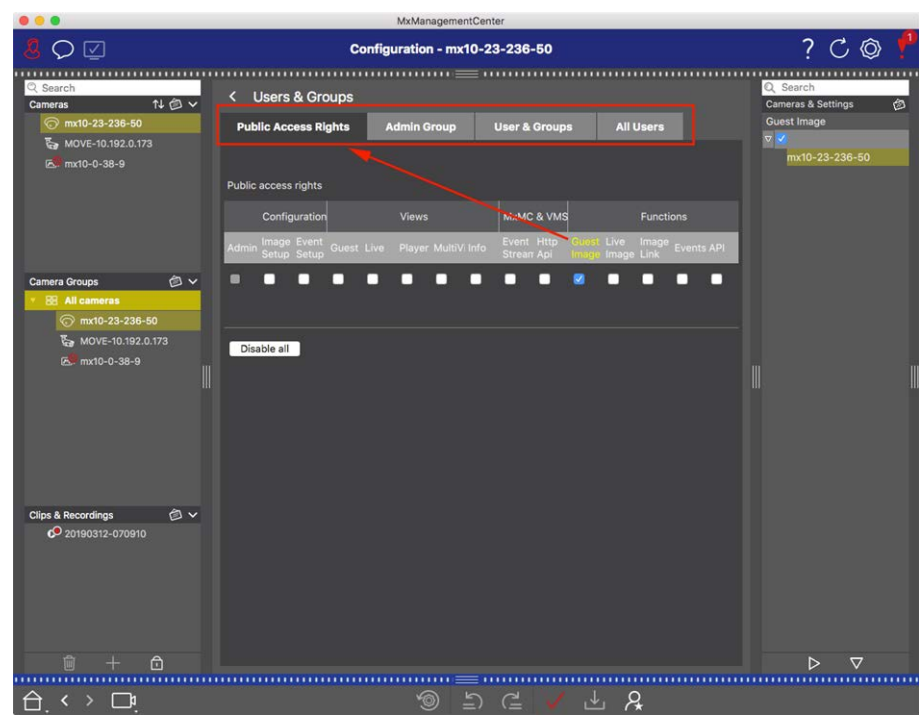 MxManagementCenter
Configuration - mx10-23-236-50
? 1
Search
Cameras
mx10-23-236-50
MOVE-10.192.0.173
mx10-0-38-9
Camera Groups
All cameras
mx10-23-236-50
MOVE-10.192.0.173
mx10-0-38-9
Clips & Recordings
20190312-070910
Users & Groups
Public Access Rights Admin Group User & Groups All Users
Public access rights
Configuration Views MxMC & VMS Functions
Admin Image Setup Event Setup Guest Live Player MultiVi Info Event Strean Http Api Guest Image Live Image Image Link Events API
Disable all
Search
Cameras & Settings
Guest Image
mx10-23-236-50